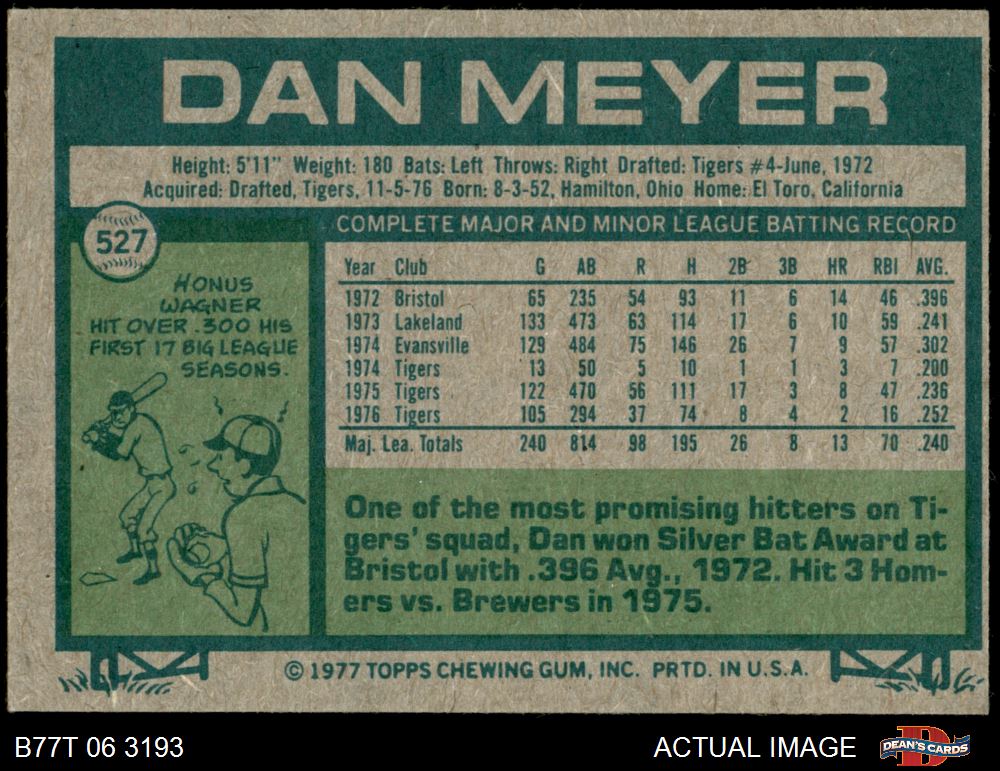 DAN MEYER
Height: 5'11" Weight: 180 Bats: Left Throws: Right Drafted: Tigers #4-June, 1972
Acquired: Drafted, Tigers, 11-5-76 Born: 8-3-52, Hamilton, Ohio Home: El Toro, California
527
HONUS
WAGNER
HIT OVER .300 HIS
FIRST 17 BIG LEAGUE
SEASONS.
COMPLETE MAJOR AND MINOR LEAGUE BATTING RECORD
Year Club G AB R H 2B 3B HR RBI AVG.
1972 Bristol 65 235 54 93 11 6 14 46 .396
1973 Lakeland 133 473 63 114 17 6 10 59 .241
1974 Evansville 129 484 75 146 26 7 9 57 .302
1974 Tigers 13 50 5 10 1 1 3 7 .200
1975 Tigers 122 470 56 111 17 3 8 47 .236
1976 Tigers 105 294 37 74 8 4 2 16 .252
Maj. Lea. Totals 240 814 98 195 26 8 13 70 .240
One of the most promising hitters on Ti-
gers' squad, Dan won Silver Bat Award at
Bristol with .396 Avg., 1972. Hit 3 Hom-
ers vs. Brewers in 1975.
© 1977 TOPPS CHEWING GUM, INC. PRTD. IN U.S.A.
B77T 06 3193
ACTUAL IMAGE
DEAN'S CARDS